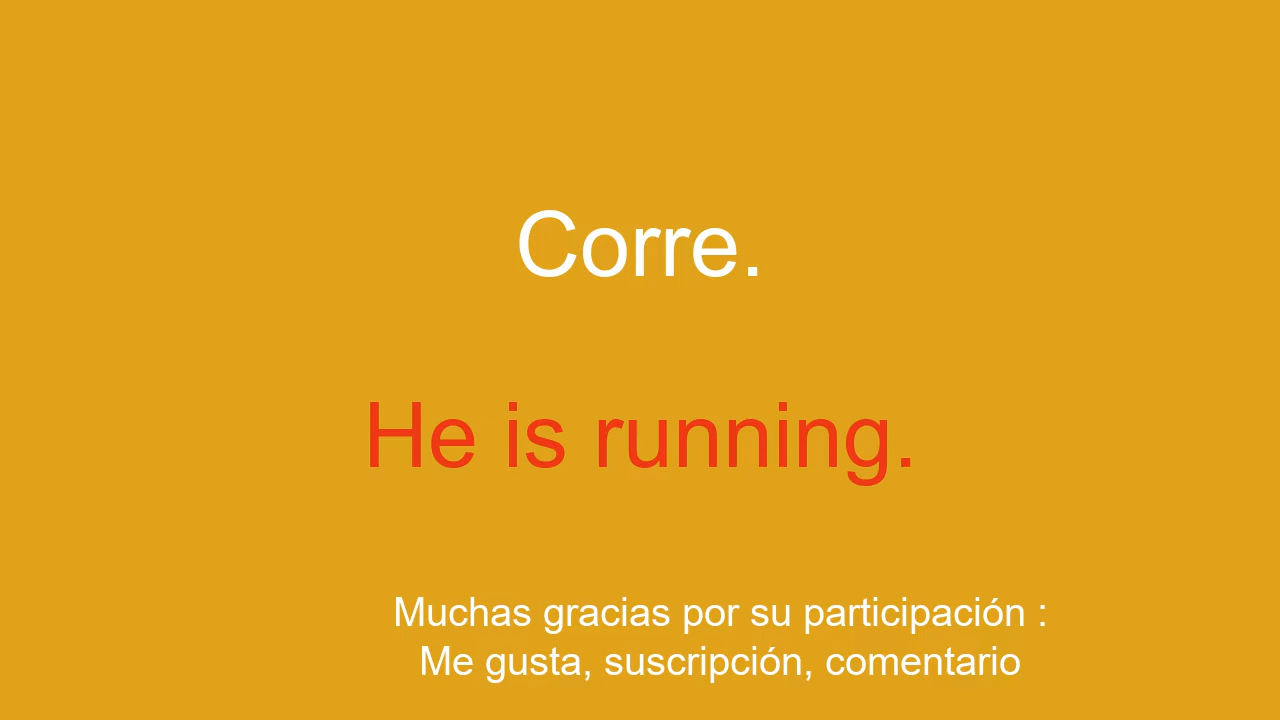 Corre.
He is running.
Muchas gracias por su participación :
Me gusta, suscripción, comentario